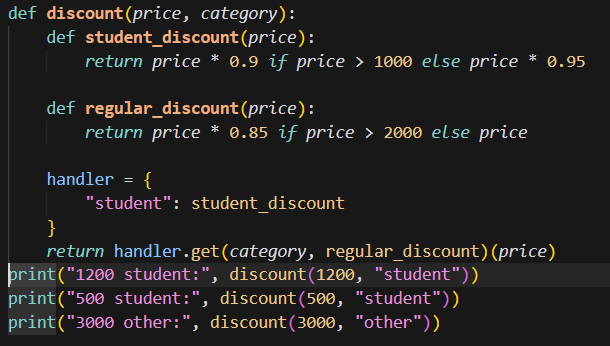 def discount(price, category):
    def student_discount(price):
        return price * 0.9 if price > 1000 else price * 0.95

    def regular_discount(price):
        return price * 0.85 if price > 2000 else price

    handler = {
        "student": student_discount
    }
    return handler.get(category, regular_discount)(price)
print("1200 student:", discount(1200, "student"))
print("500 student:", discount(500, "student"))
print("3000 other:", discount(3000, "other"))